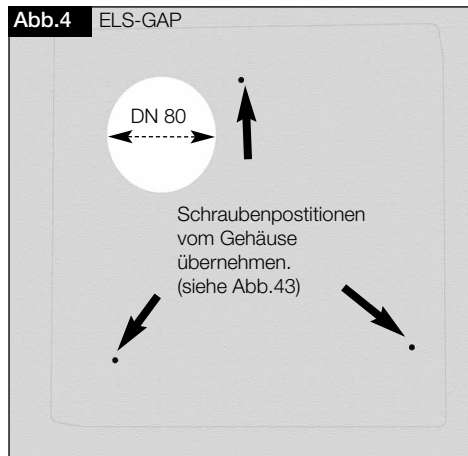 Abb.4 ELS-GAP
DN 80
Schraubenpostitionen
vom Gehäuse
übernehmen.
(siehe Abb.43)